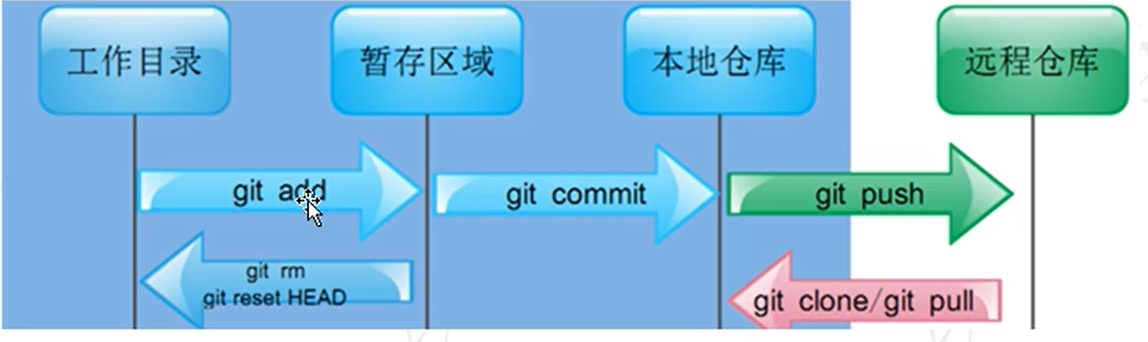 工作目录
暂存区域
本地仓库
远程仓库
git add
git commit
git push
git rm
git reset HEAD
git clone/git pull